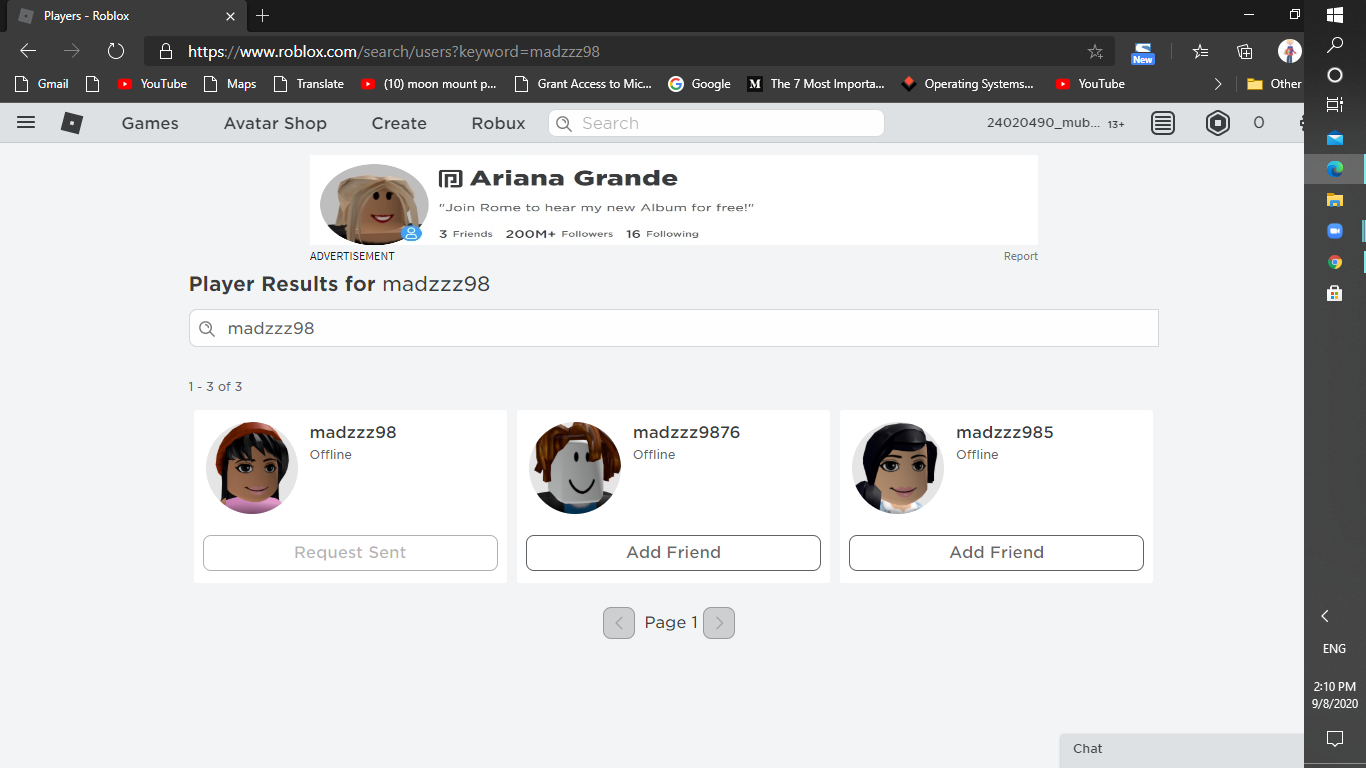 Players - Roblox
https://www.roblox.com/search/users?keyword=madzzz98
New
Gmail
YouTube
Maps
Translate
(10) moon mount p...
Grant Access to Mic...
Google
M
The 7 Most Importa...
Operating Systems...
YouTube
Other
Games
Avatar Shop
Create
Robux
Search
24020490_mub... 13+
0
Ariana Grande
"Join Rome to hear my new Album for free!"
3 Friends 200M+ Followers 16 Following
ADVERTISEMENT
Report
Player Results for madzzz98
madzzz98
1 - 3 of 3
madzzz98
Offline
Request Sent
madzzz9876
Offline
Add Friend
madzzz985
Offline
Add Friend
Page 1
Chat
ENG
2:10 PM
9/8/2020